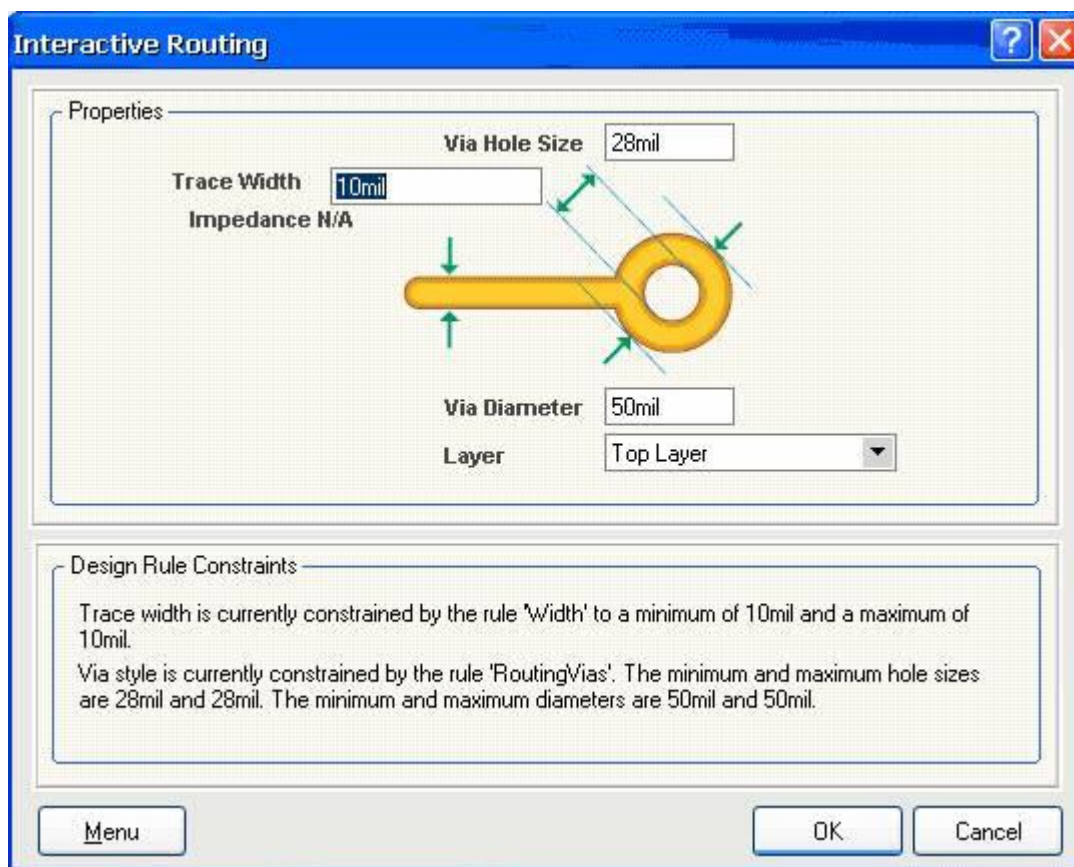 Interactive Routing
Properties
Via Hole Size 28mil
Trace Width 10mil
Impedance N/A
Via Diameter 50mil
Layer Top Layer
Design Rule Constraints
Trace width is currently constrained by the rule 'Width' to a minimum of 10mil and a maximum of
10mil.
Via style is currently constrained by the rule 'RoutingVias'. The minimum and maximum hole sizes
are 28mil and 28mil. The minimum and maximum diameters are 50mil and 50mil.
Menu OK Cancel